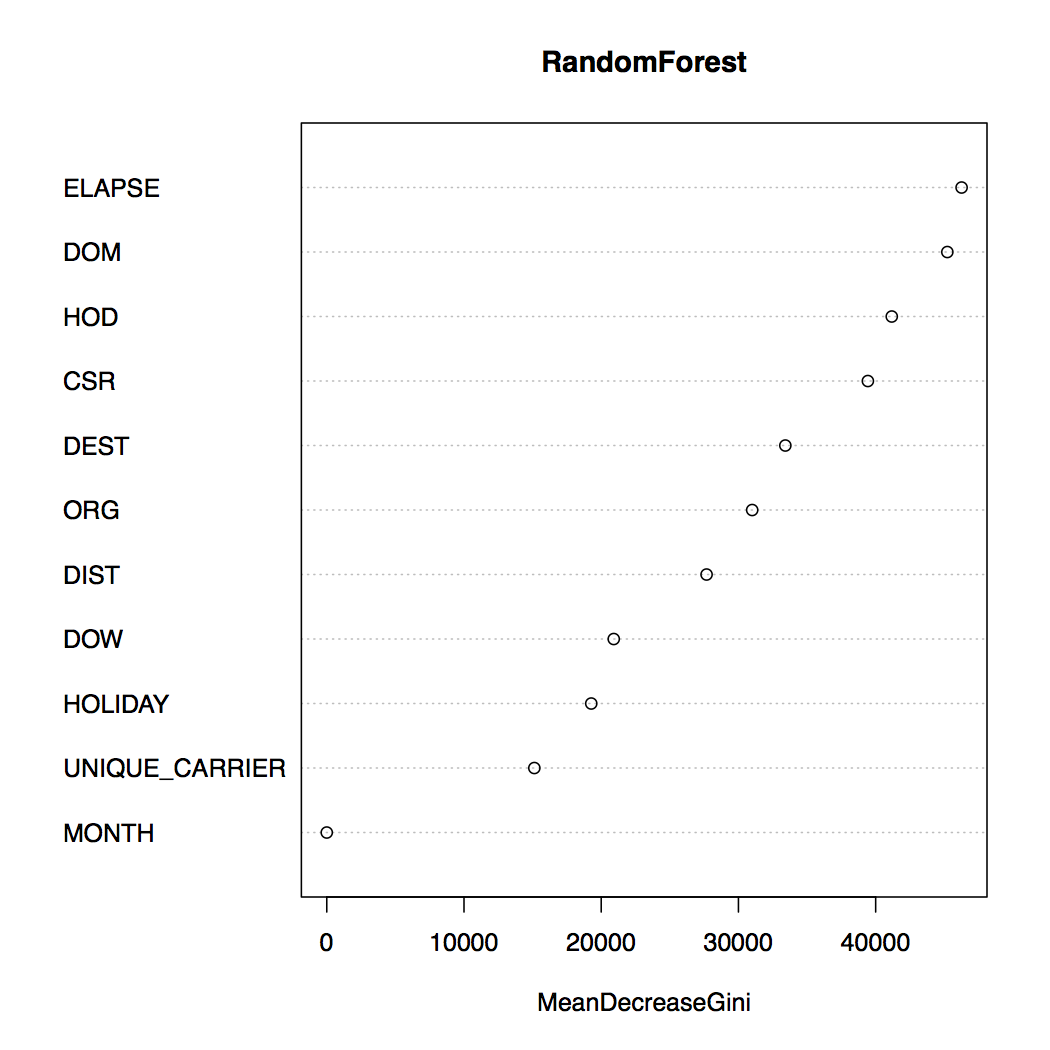 RandomForest
ELAPSE
DOM
HOD
CSR
DEST
ORG
DIST
DOW
HOLIDAY
UNIQUE_CARRIER
MONTH
0 10000 20000 30000 40000
MeanDecreaseGini